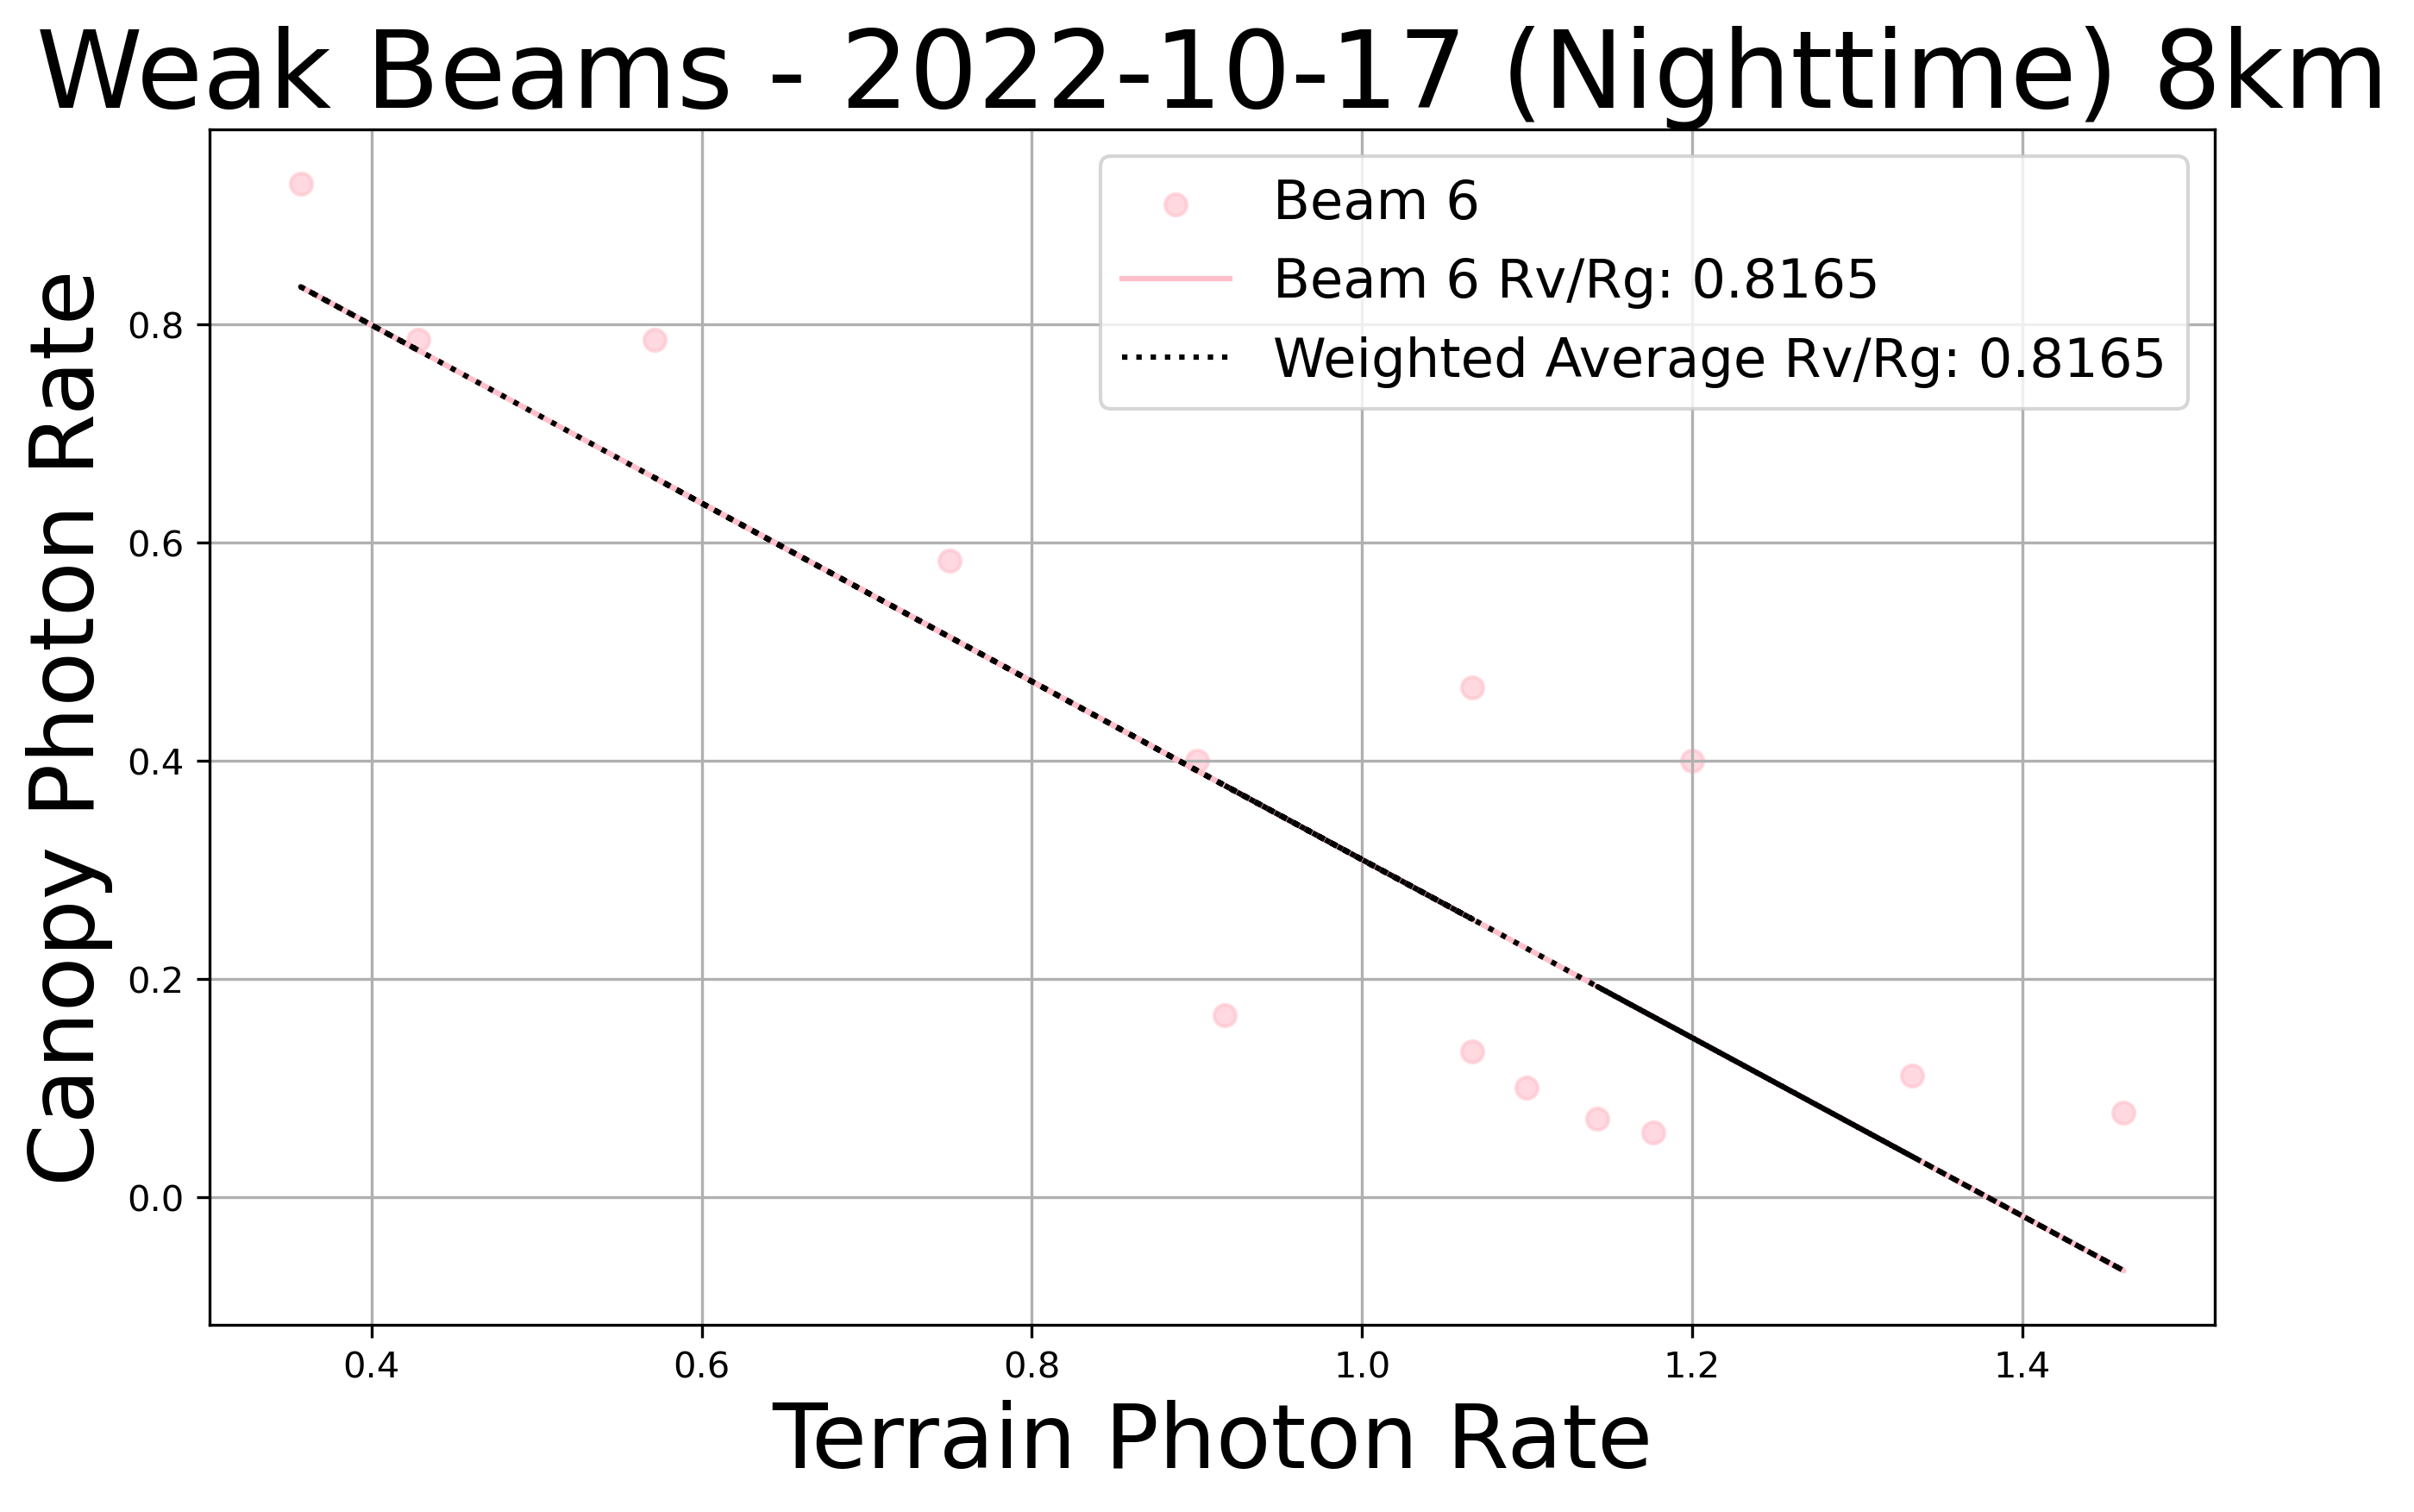 Weak Beams - 2022-10-17 (Nighttime) 8km
Beam 6
Beam 6 Rv/Rg: 0.8165
Weighted Average Rv/Rg: 0.8165
Canopy Photon Rate
0.8
0.6
0.4
0.2
0.0
0.4 0.6 0.8 1.0 1.2 1.4
Terrain Photon Rate